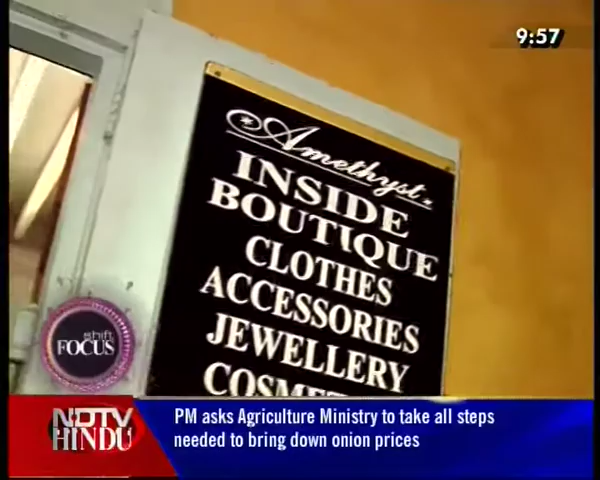 9:57
Amethyst
INSIDE
BOUTIQUE
CLOTHES
ACCESSORIES
JEWELLERY
shift
FOCUS
NDTV
HINDU
PM asks Agriculture Ministry to take all steps
needed to bring down onion prices